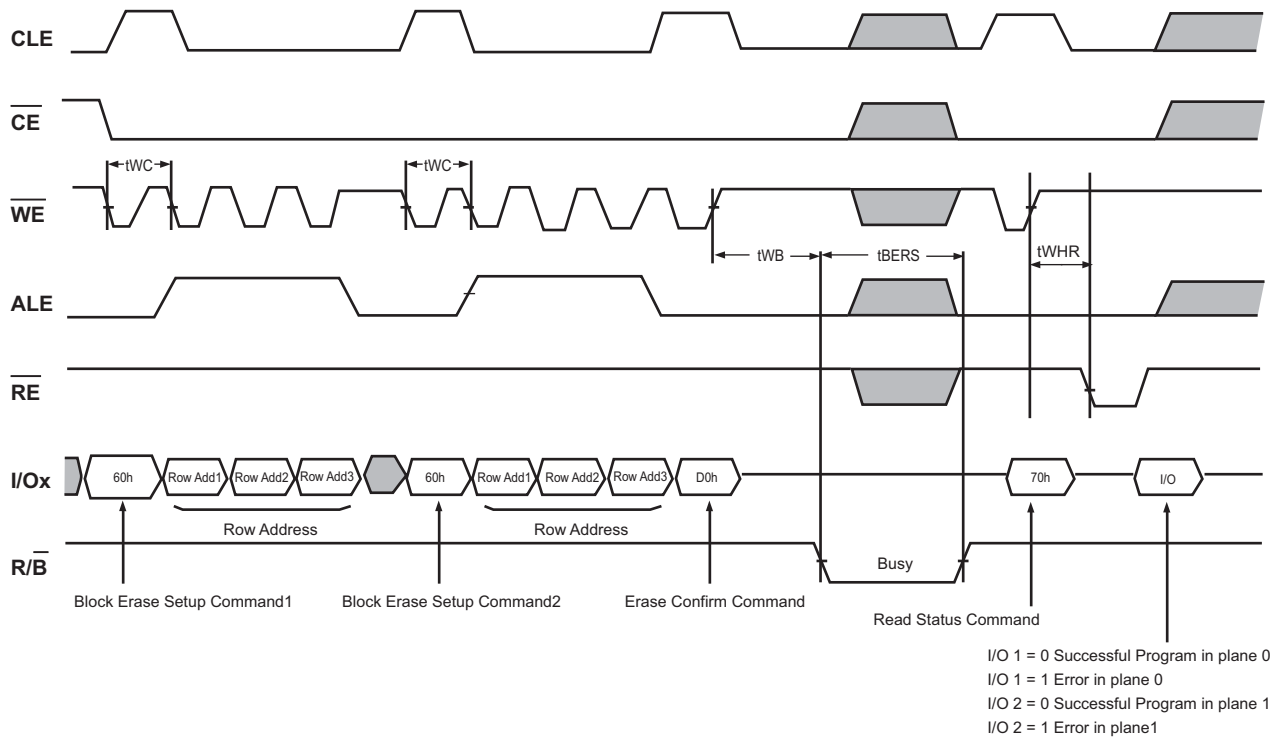 CLE
CE
tWC
tWC
WE
tWB
tBERS
tWHR
ALE
RE
I/Ox
60h
Row Add1
Row Add2
Row Add3
60h
Row Add1
Row Add2
Row Add3
D0h
70h
I/O
Row Address
Row Address
R/B
Busy
Block Erase Setup Command1
Block Erase Setup Command2
Erase Confirm Command
Read Status Command
I/O 1 = 0 Successful Program in plane 0
I/O 1 = 1 Error in plane 0
I/O 2 = 0 Successful Program in plane 1
I/O 2 = 1 Error in plane1